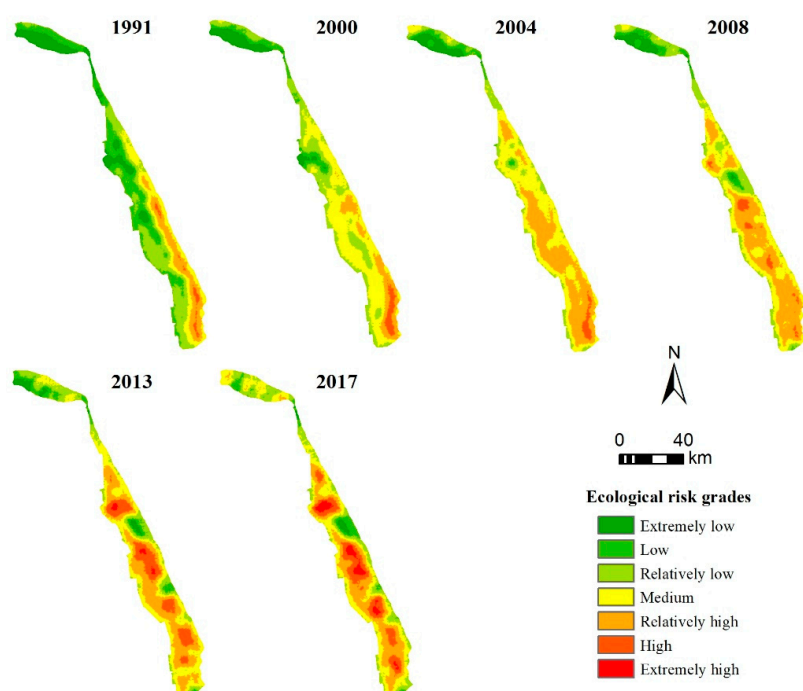 1991
2000
2004
2008
2013
2017
N
0 40
km
Ecological risk grades
Extremely low
Low
Relatively low
Medium
Relatively high
High
Extremely high